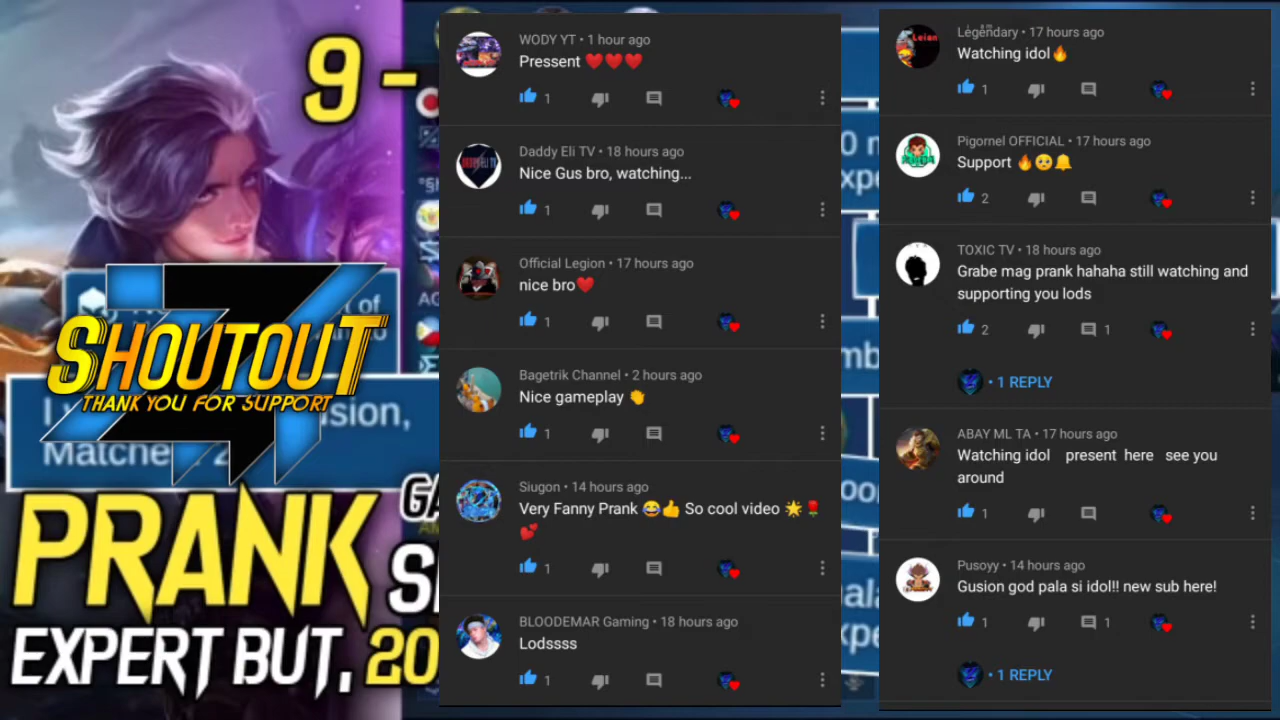 9 -
SHOUTOUT
THANK YOU FOR SUPPORT
of
ision,
Matche
PRANK
EXPERT BUT, 20
WODY YT • 1 hour ago
Pressent ❤️❤️❤️
1
Daddy Eli TV • 18 hours ago
Nice Gus bro, watching...
1
Official Legion • 17 hours ago
nice bro❤️
1
Bagetrik Channel • 2 hours ago
Nice gameplay 👏
1
Siugon • 14 hours ago
Very Fanny Prank 😂👍 So cool video 🌟🌹
💕
1
BLOODEMAR Gaming • 18 hours ago
Lodssss
1
Légéndary • 17 hours ago
Watching idol🔥
1
Pigornel OFFICIAL • 17 hours ago
Support 🔥🥺🔔
2
TOXIC TV • 18 hours ago
Grabe mag prank hahaha still watching and
supporting you lods
2 1
• 1 REPLY
ABAY ML TA • 17 hours ago
Watching idol present here see you
around
1
Pusoyy • 14 hours ago
Gusion god pala si idol!! new sub here!
1 1
• 1 REPLY